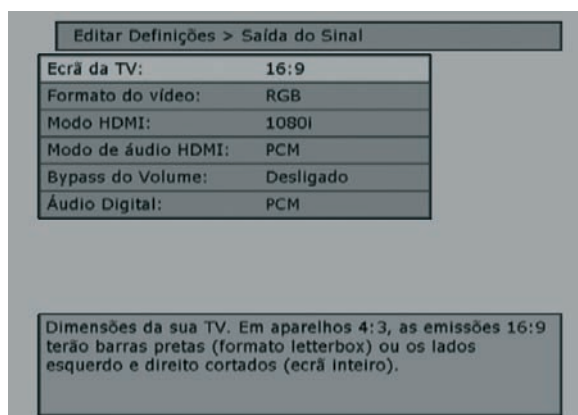 Editar Definições > Saída do Sinal
Ecrã da TV: 16:9
Formato do vídeo: RGB
Modo HDMI: 1080i
Modo de áudio HDMI: PCM
Bypass do Volume: Desligado
Áudio Digital: PCM
Dimensões da sua TV. Em aparelhos 4:3, as emissões 16:9
terão barras pretas (formato letterbox) ou os lados
esquerdo e direito cortados (ecrã inteiro).